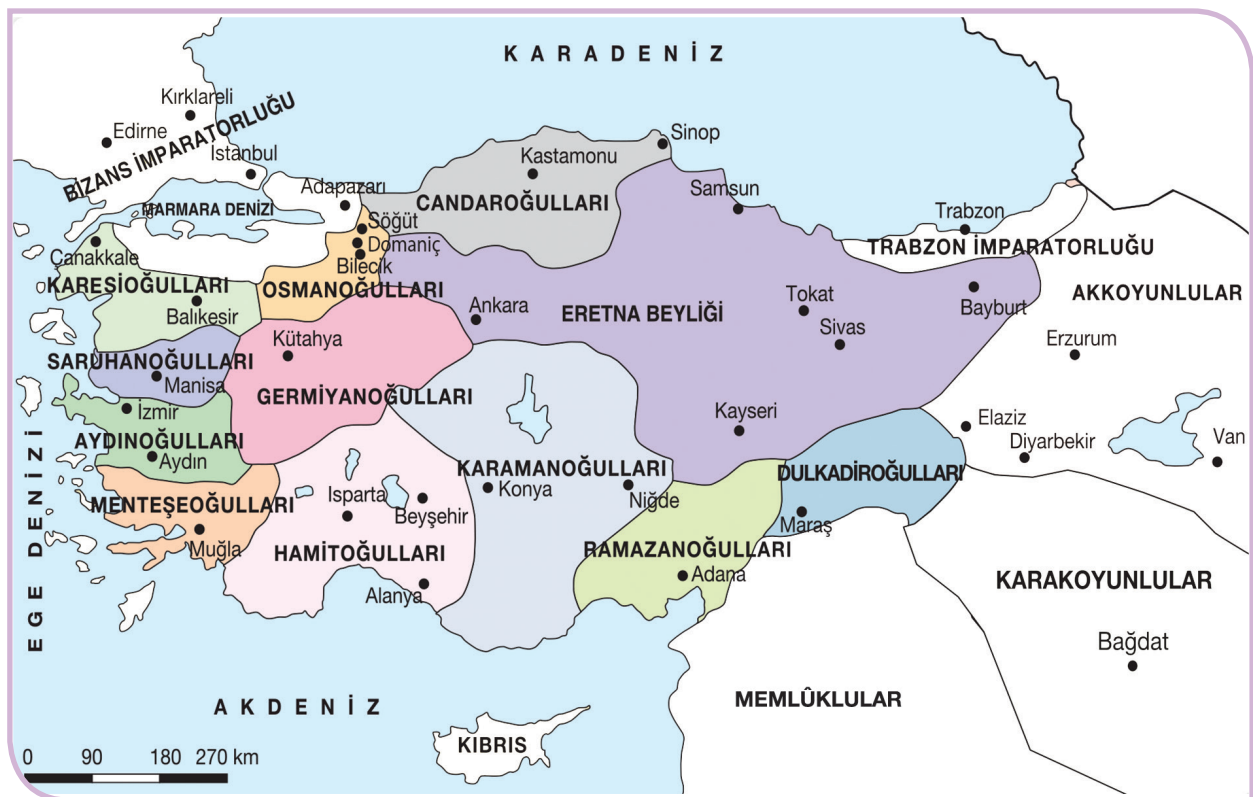 KARADENİZ
Kırklareli
Edirne
BİZANS İMPARATORLUĞU
İstanbul
Sinop
Kastamonu
Adapazarı
CANDAROĞULLARI
Samsun
MARMARA DENİZİ
Söğüt
Trabzon
Çanakkale
Domaniç
TRABZON İMPARATORLUĞU
Bilecik
KARESİOĞULLARI
OSMANOĞULLARI
Tokat
AKKOYUNLULAR
Balıkesir
Ankara
ERETNA BEYLİĞİ
Bayburt
Sivas
Kütahya
Erzurum
SARUHANOĞULLARI
Manisa
GERMİYANOĞULLARI
İzmir
Kayseri
Elaziz
AYDINOĞULLARI
Diyarbekir
Van
Aydın
KARAMANOĞULLARI
DULKADİROĞULLARI
Konya
Niğde
MENTEŞEOĞULLARI
Isparta
Beyşehir
Maraş
Muğla
HAMİTOĞULLARI
RAMAZANOĞULLARI
Adana
Alanya
KARAKOYUNLULAR
EGE DENİZİ
Bağdat
AKDENİZ
MEMLÛKLULAR
KIBRIS
0 90 180 270 km